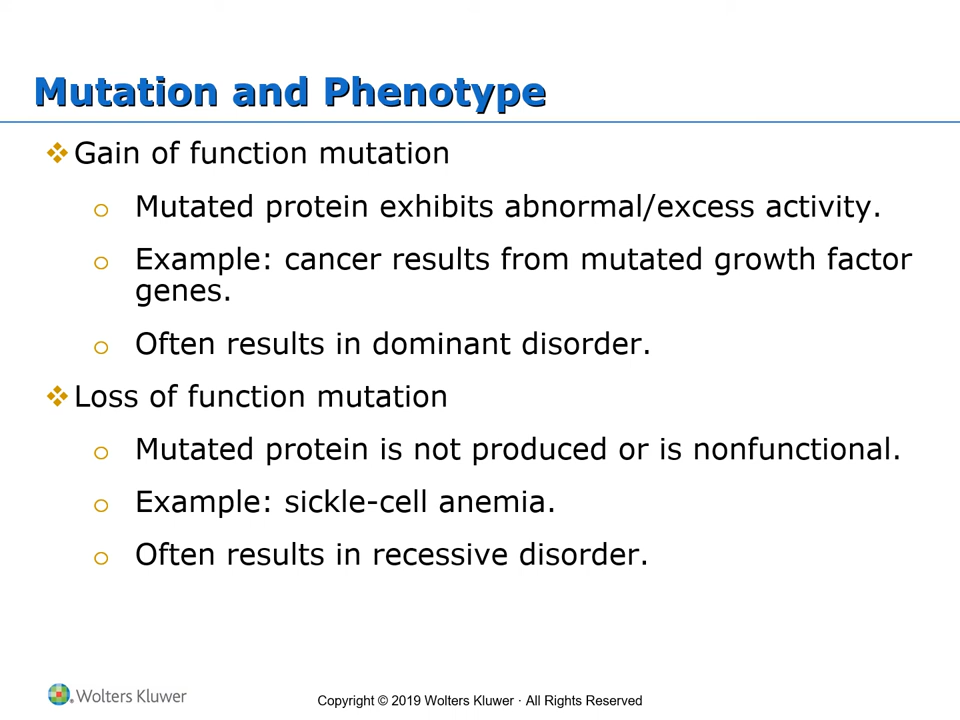 Mutation and Phenotype
❖Gain of function mutation
o Mutated protein exhibits abnormal/excess activity.
o Example: cancer results from mutated growth factor
genes.
o Often results in dominant disorder.
❖Loss of function mutation
o Mutated protein is not produced or is nonfunctional.
o Example: sickle-cell anemia.
o Often results in recessive disorder.
Wolters Kluwer
Copyright © 2019 Wolters Kluwer · All Rights Reserved